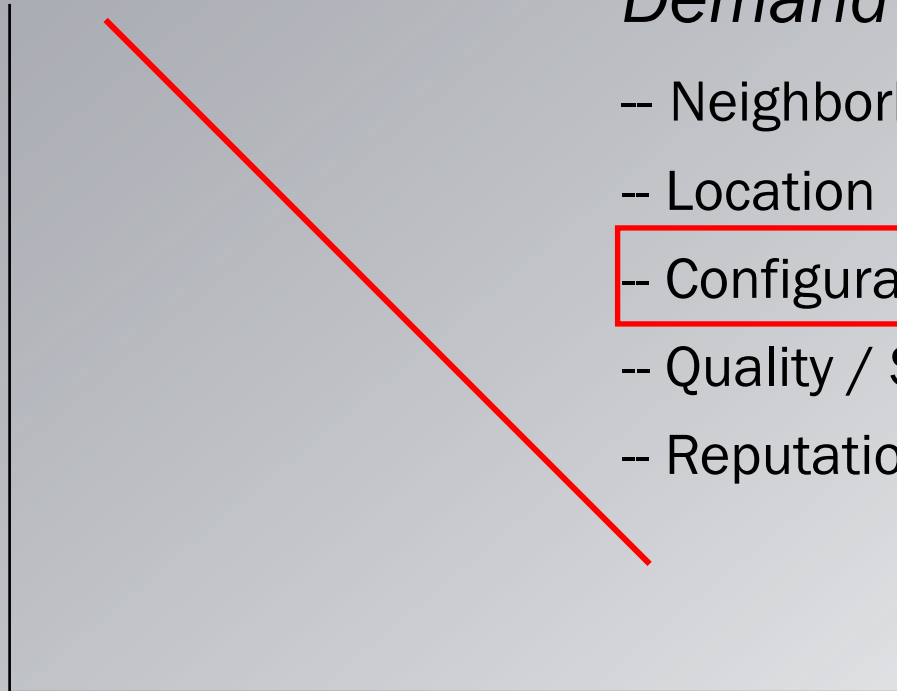 Demand
-- Neighbor
-- Location
-- Configura
-- Quality /
-- Reputatio